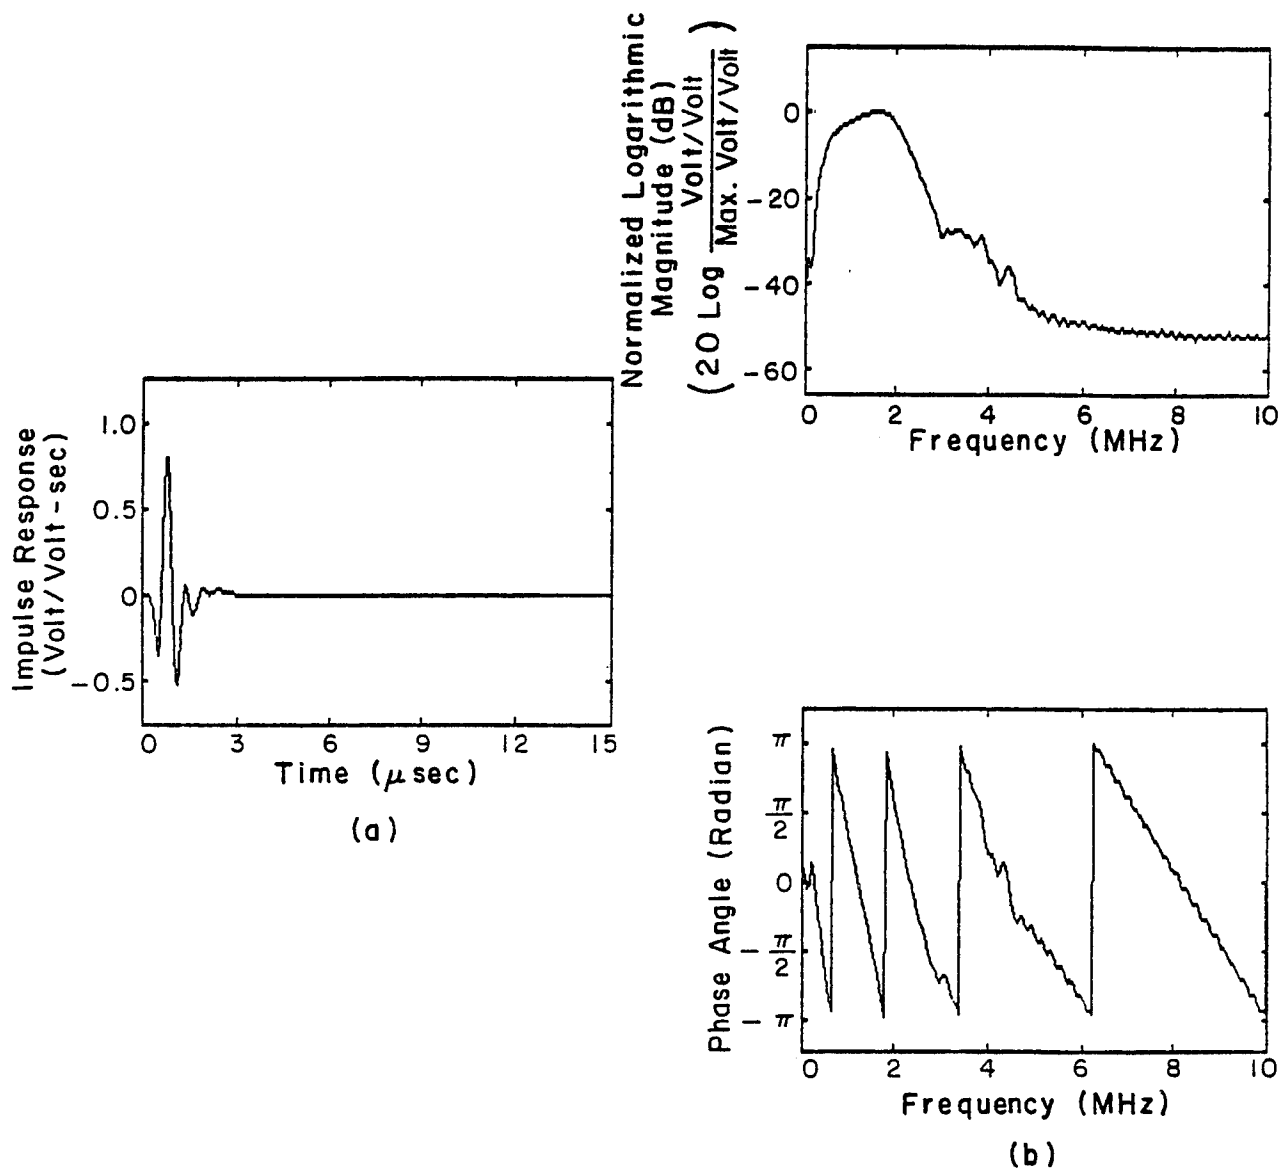 Normalized Logarithmic
Magnitude (dB)
(20 Log Volt/Volt
Max. Volt/Volt)
0
−20
−40
−60
0 2 4 6 8 10
Frequency (MHz)
Impulse Response
(Volt/Volt-sec)
1.0
0.5
0
−0.5
0 3 6 9 12 15
Time (μsec)
(a)
Phase Angle (Radian)
π
π/2
0
−π/2
−π
0 2 4 6 8 10
Frequency (MHz)
(b)